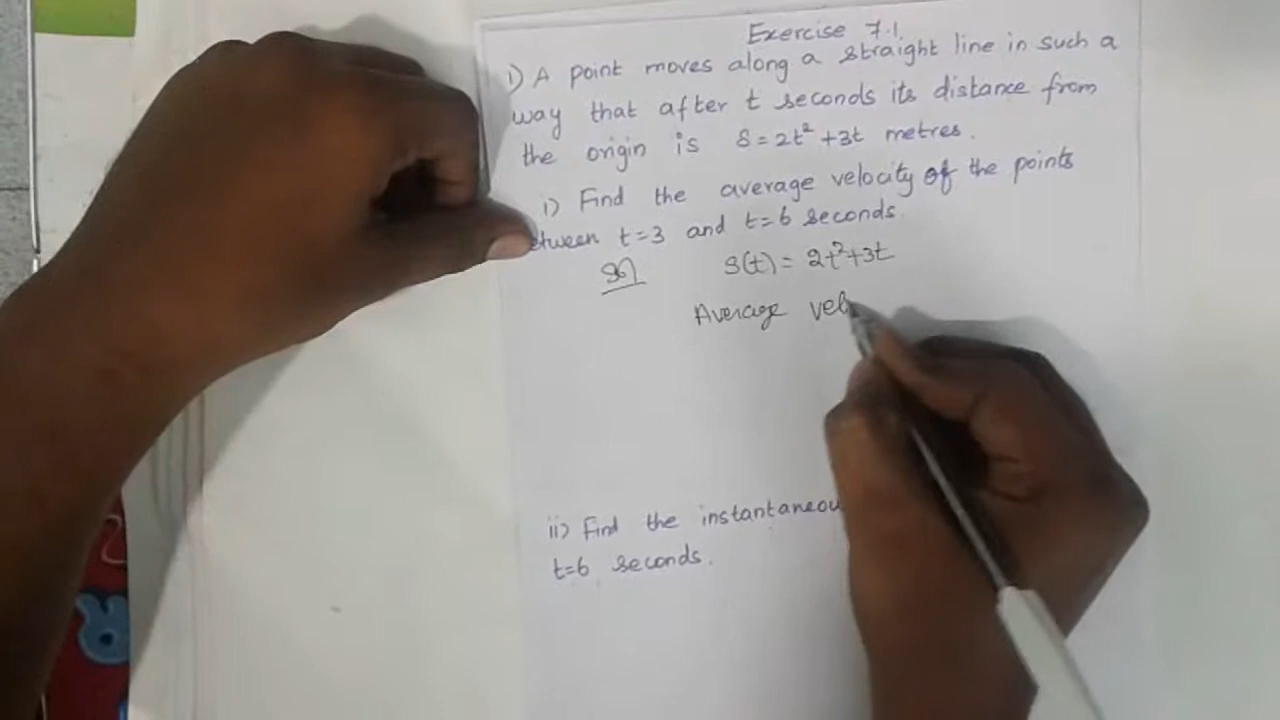 Exercise 7.1.
1) A point moves along a straight line in such a
way that after t seconds its distance from
the origin is s = 2t² + 3t metres.
i) Find the average velocity of the points
etween t=3 and t=6 seconds.
Sol S(t) = 2t²+3t
Average velo
ii) Find the instantaneou
t=6 seconds.